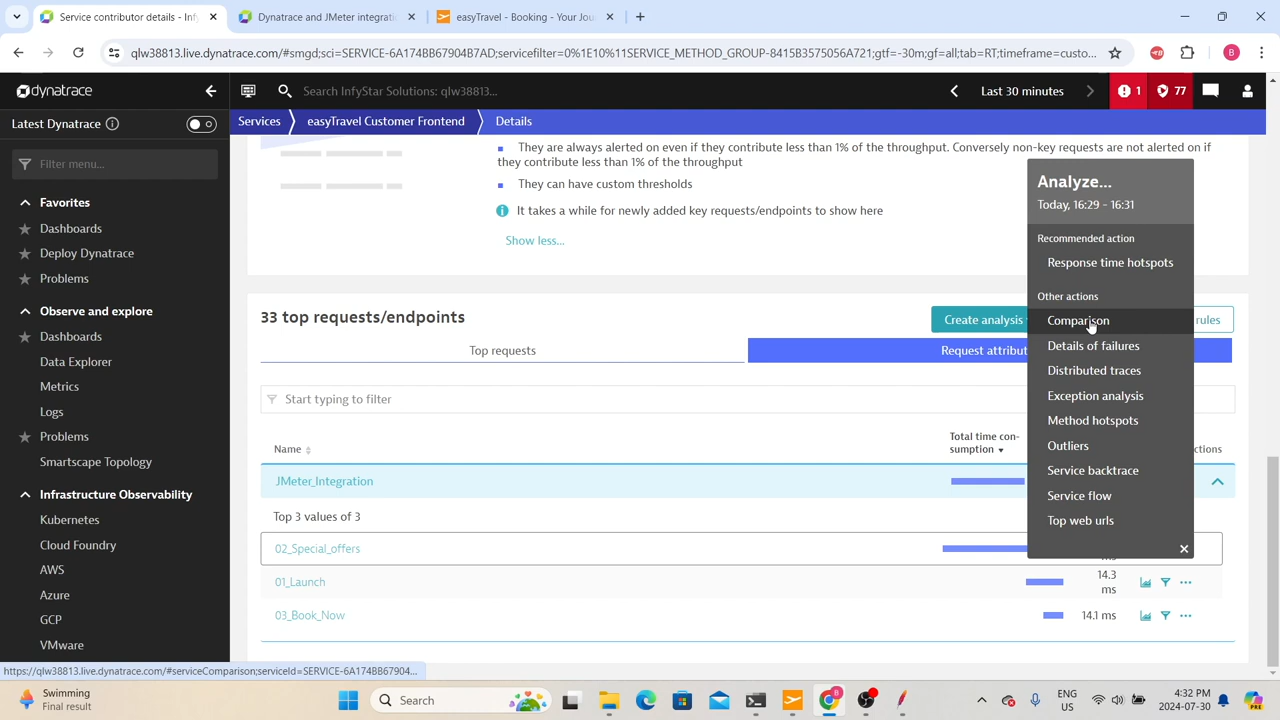 Service contributor details - Inf
Dynatrace and JMeter integrati
easyTravel - Booking - Your Jou
qlw38813.live.dynatrace.com/#smgd;sci=SERVICE-6A174BB67904B7AD;servicefilter=0%1E10%11SERVICE_METHOD_GROUP-8415B3575056A721;gtf=-30m;gf=all;tab=RT;timeframe=custo...
B
dynatrace
Search InfyStar Solutions: qlw38813...
Last 30 minutes
1
77
Latest Dynatrace
Services
easyTravel Customer Frontend
Details
Filter menu...
Favorites
Dashboards
Deploy Dynatrace
Problems
Observe and explore
Dashboards
Data Explorer
Metrics
Logs
Problems
Smartscape Topology
Infrastructure Observability
Kubernetes
Cloud Foundry
AWS
Azure
GCP
VMware
They are always alerted on even if they contribute less than 1% of the throughput. Conversely non-key requests are not alerted on if
they contribute less than 1% of the throughput
They can have custom thresholds
It takes a while for newly added key requests/endpoints to show here
Show less...
33 top requests/endpoints
Create analysis
rules
Top requests
Request attribut
Start typing to filter
Name
Total time con-
sumption
ctions
JMeter_Integration
Top 3 values of 3
02_Special_offers
ms
01_Launch
14.3
ms
03_Book_Now
14.1 ms
Analyze...
Today, 16:29 - 16:31
Recommended action
Response time hotspots
Other actions
Comparison
Details of failures
Distributed traces
Exception analysis
Method hotspots
Outliers
Service backtrace
Service flow
Top web urls
https://qlw38813.live.dynatrace.com/#serviceComparison;serviceId=SERVICE-6A174BB67904...
Swimming
Final result
Search
ENG
US
4:32 PM
2024-07-30